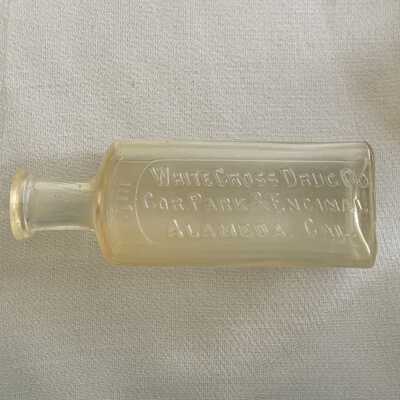 WHITE CROSS DRUG CO
COR PARK & ENCINAL
ALAMEDA CAL.